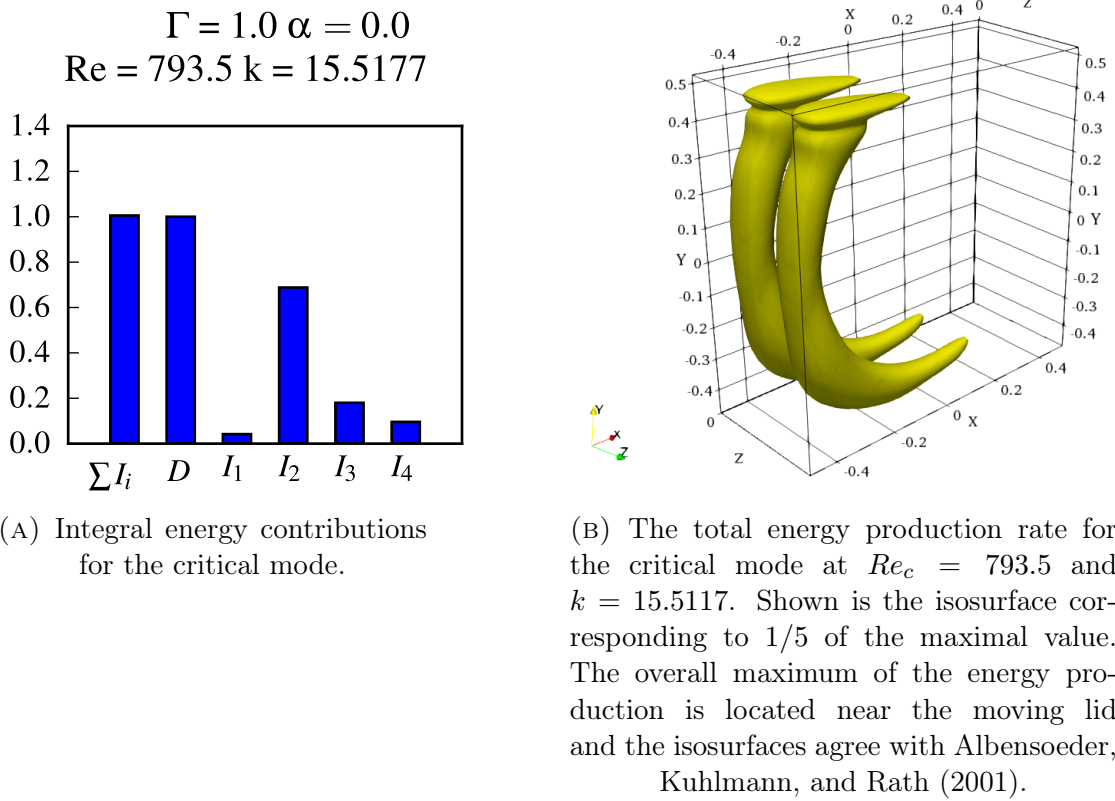 Γ = 1.0 α = 0.0
Re = 793.5 k = 15.5177
1.4
1.2
1.0
0.8
0.6
0.4
0.2
0.0
∑ I_i D I_1 I_2 I_3 I_4
(A) Integral energy contributions
for the critical mode.
X
-0.4 -0.2 0 0.2 0.4 0 Z
0.5
0.4
0.3
0.2
0.1
Y 0
-0.1
-0.2
-0.3
-0.4
0.5
0.4
0.3
0.2
0.1
0 Y
-0.1
-0.2
-0.3
-0.4
0
Z
-0.4
-0.2
0 X
0.2
0.4
Y
X
Z
(B) The total energy production rate for
the critical mode at Re_c = 793.5 and
k = 15.5117. Shown is the isosurface cor-
responding to 1/5 of the maximal value.
The overall maximum of the energy pro-
duction is located near the moving lid
and the isosurfaces agree with Albensoeder,
Kuhlmann, and Rath (2001).